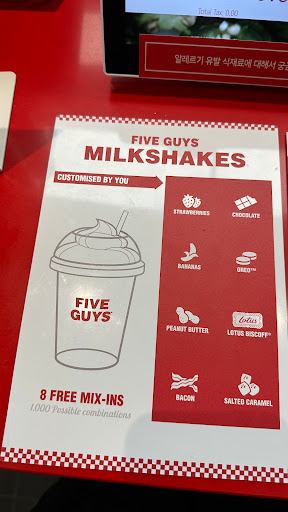 Total Tax 0.00
알레르기 유발 식재료에 대해서 궁금
FIVE GUYS
MILKSHAKES
CUSTOMISED BY YOU
STRAWBERRIES
CHOCOLATE
BANANAS
OREO™
PEANUT BUTTER
Lotus
LOTUS BISCOFF®
BACON
SALTED CARAMEL
FIVE
GUYS
8 FREE MIX-INS
1,000 Possible combinations